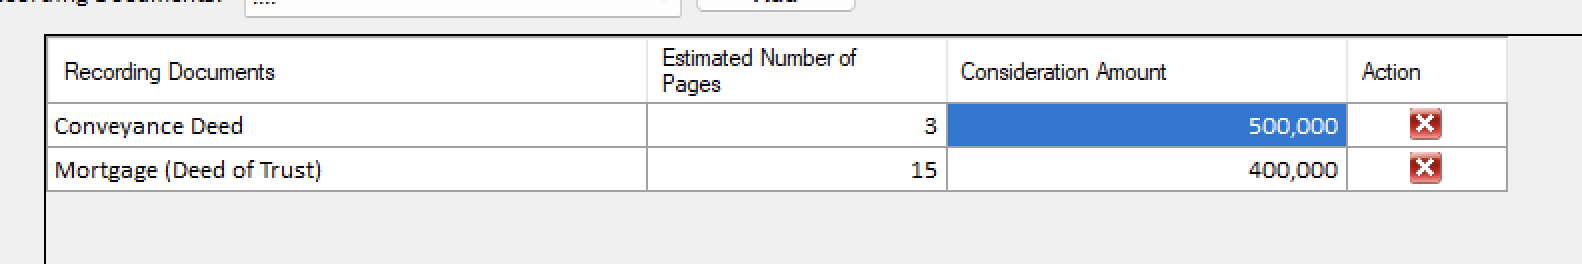 Recording Documents
Estimated Number of
Pages
Consideration Amount
Action
Conveyance Deed
3
500,000
Mortgage (Deed of Trust)
15
400,000